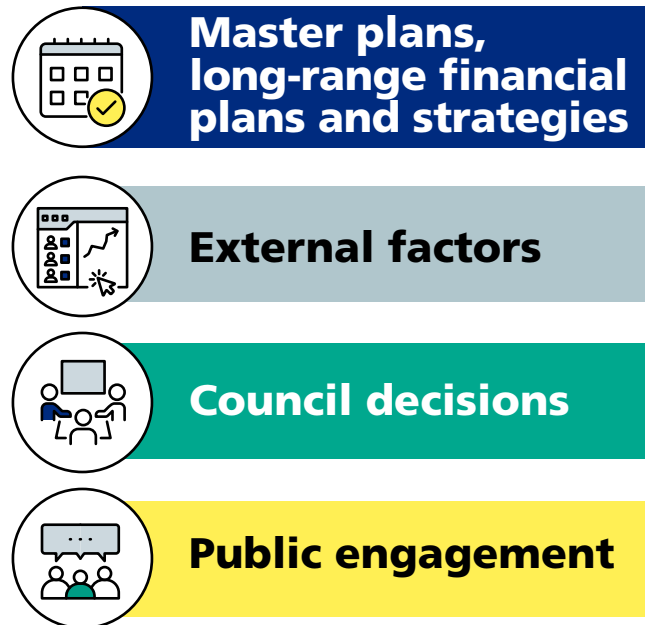 Master plans,
long-range financial
plans and strategies
External factors
Council decisions
Public engagement